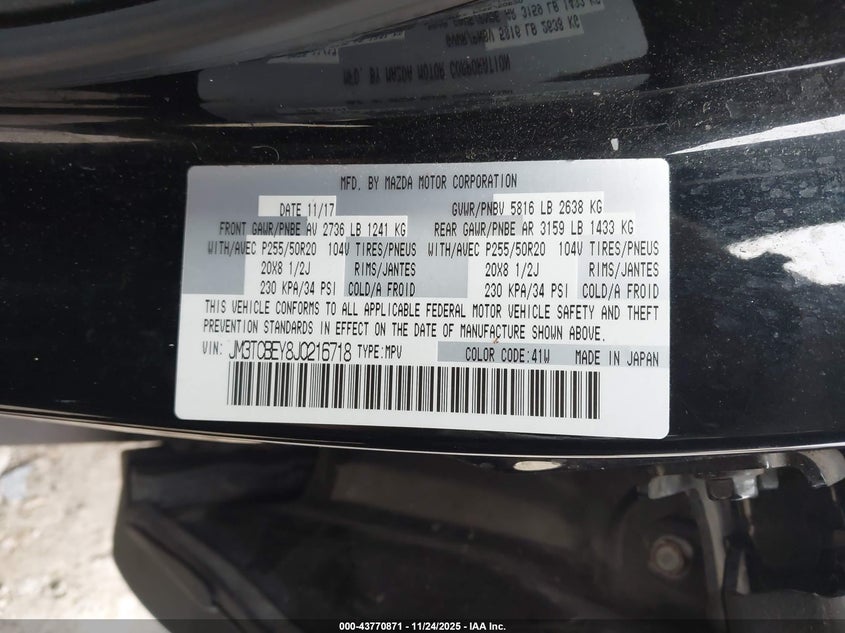 MFD. BY MAZDA MOTOR CORPORATION
DATE 11/17 GVWR/PNBV 5816 LB 2638 KG
FRONT GAWR/PNBE AV 2736 LB 1241 KG REAR GAWR/PNBE AR 3159 LB 1433 KG
WITH/AVEC P255/50R20 104V TIRES/PNEUS WITH/AVEC P255/50R20 104V TIRES/PNEUS
20X8 1/2J RIMS/JANTES 20X8 1/2J RIMS/JANTES
230 KPA/34 PSI COLD/A FROID 230 KPA/34 PSI COLD/A FROID
THIS VEHICLE CONFORMS TO ALL APPLICABLE FEDERAL MOTOR VEHICLE SAFETY AND THEFT
PREVENTION STANDARDS IN EFFECT ON THE DATE OF MANUFACTURE SHOWN ABOVE.
VIN: JM3TCBEY8J0216718 TYPE:MPV COLOR CODE:41W MADE IN JAPAN
000-43770871 - 11/24/2025 - IAA Inc.